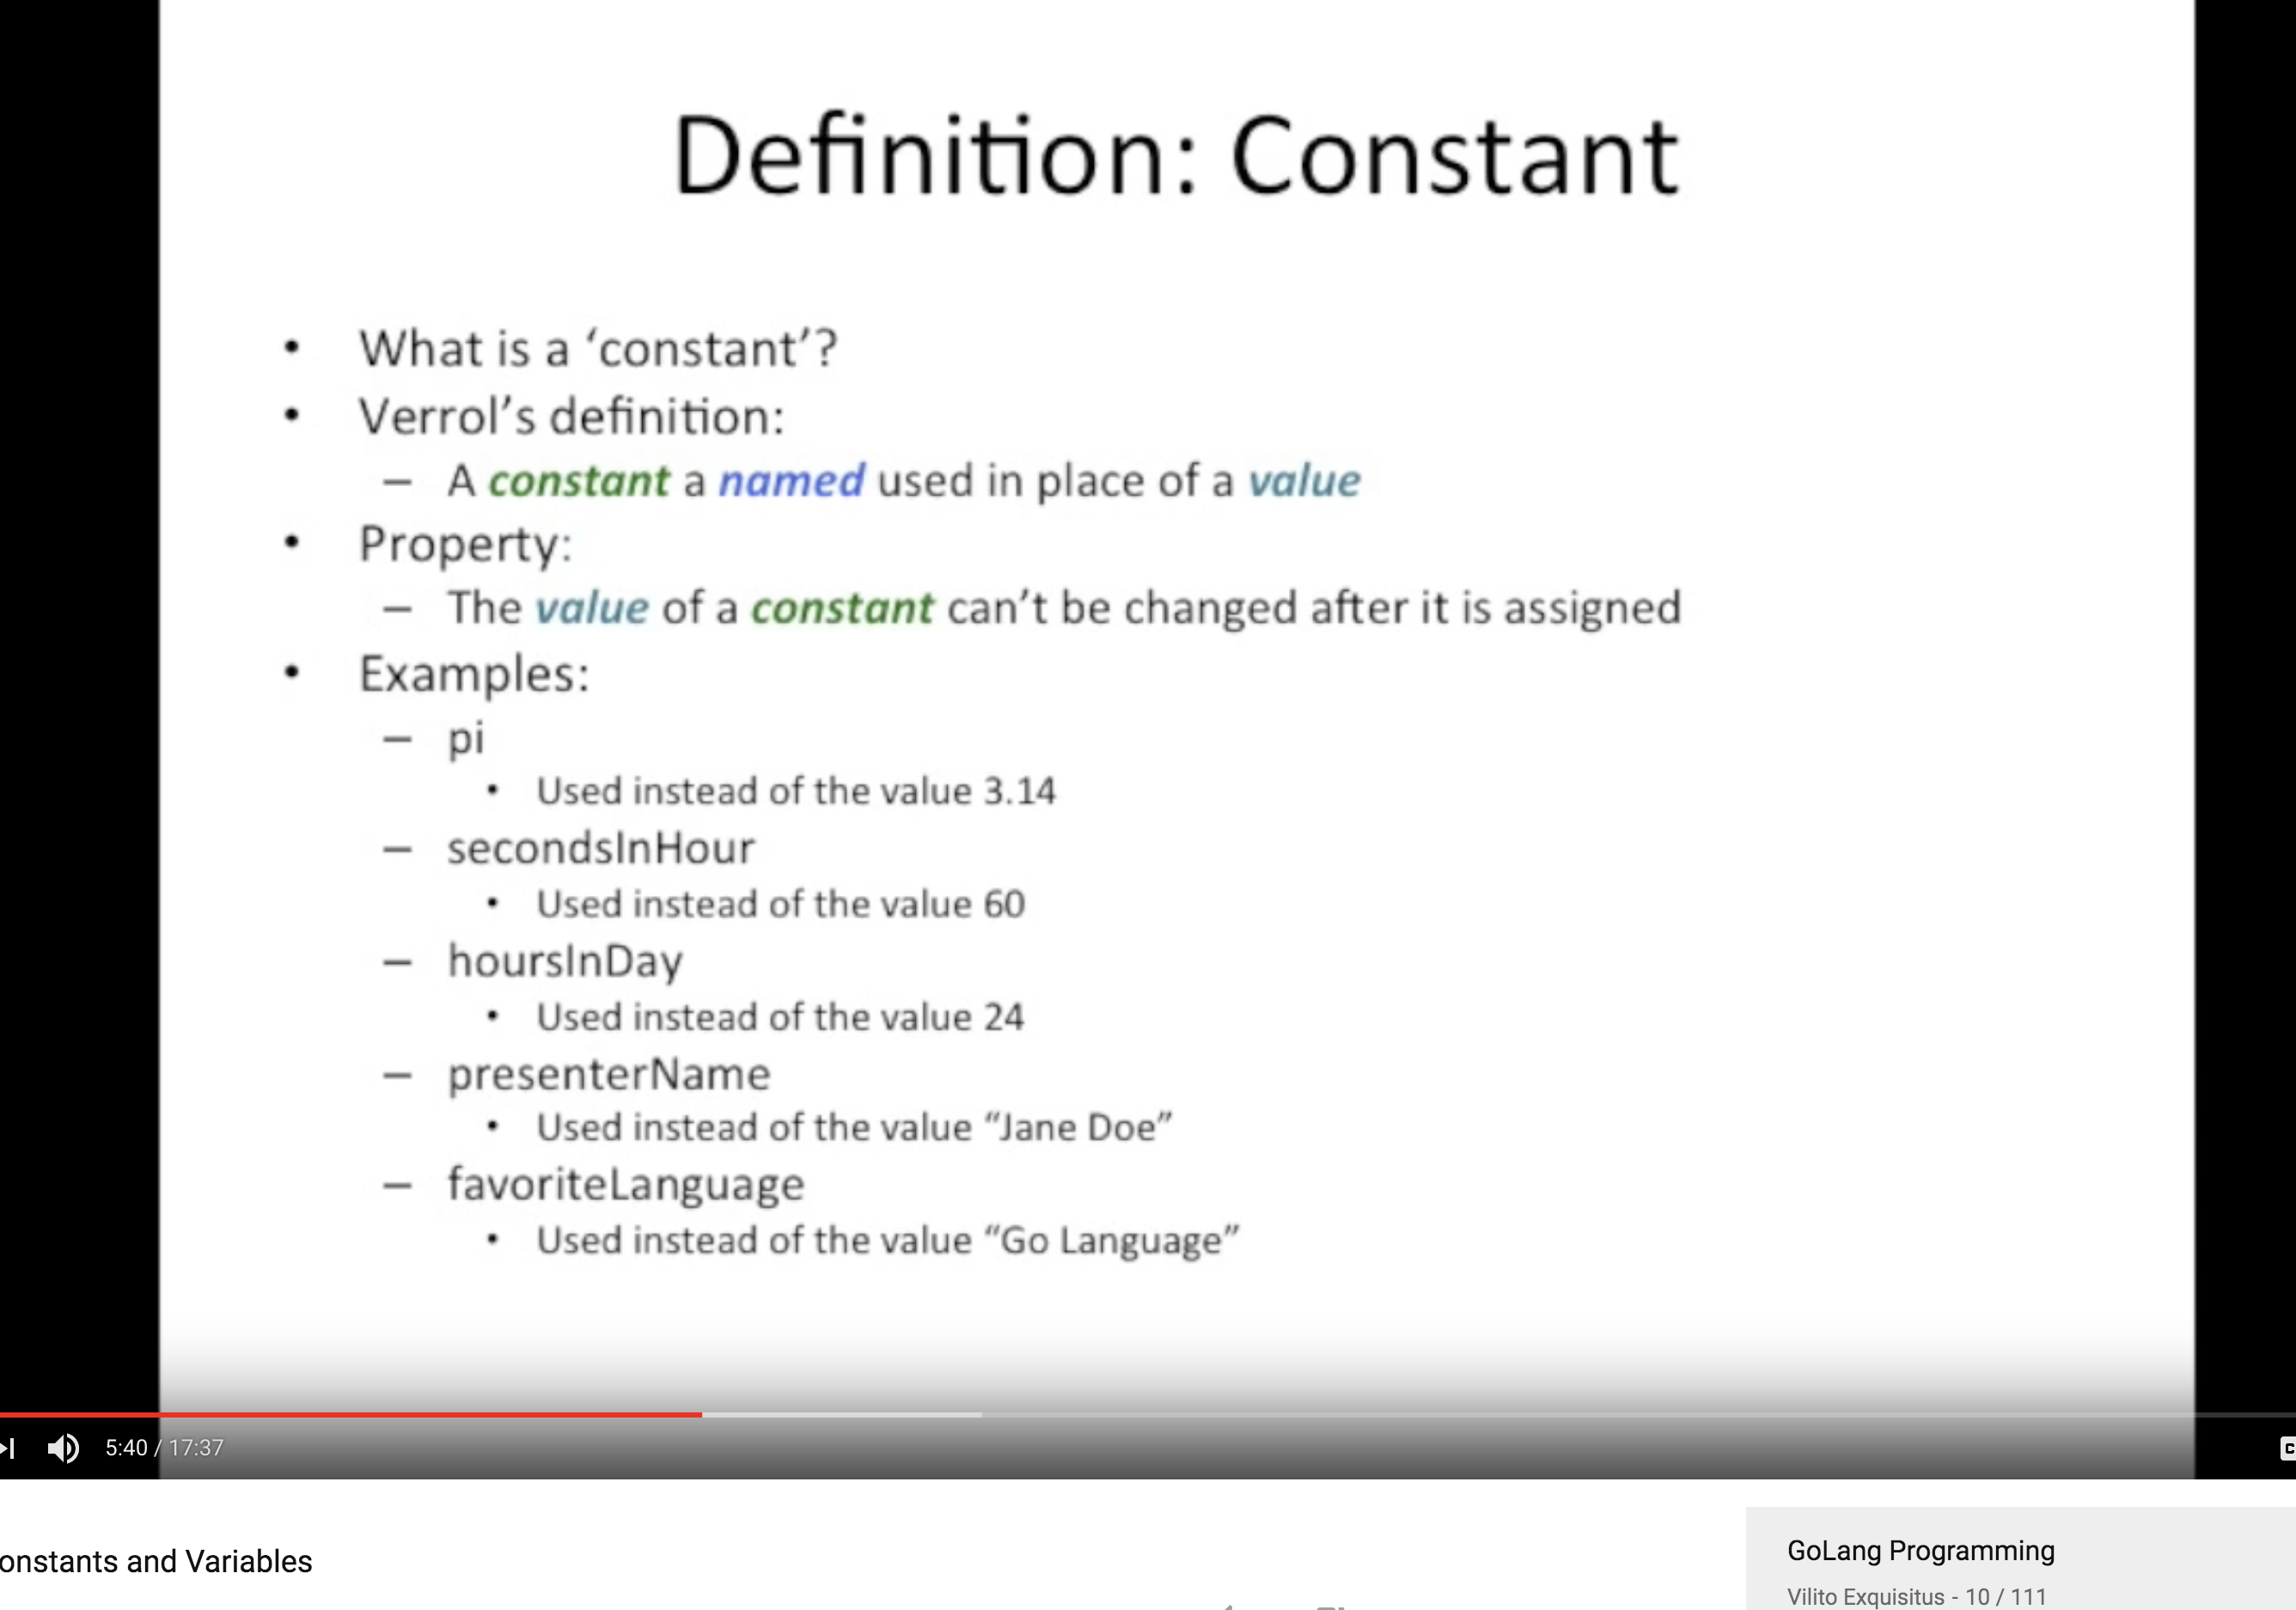 Definition: Constant
• What is a ‘constant’?
• Verrol’s definition:
– A constant a named used in place of a value
• Property:
– The value of a constant can’t be changed after it is assigned
• Examples:
– pi
• Used instead of the value 3.14
– secondsInHour
• Used instead of the value 60
– hoursInDay
• Used instead of the value 24
– presenterName
• Used instead of the value “Jane Doe”
– favoriteLanguage
• Used instead of the value “Go Language”
5:40 / 17:37
onstants and Variables
GoLang Programming
Vilito Exquisitus - 10 / 111